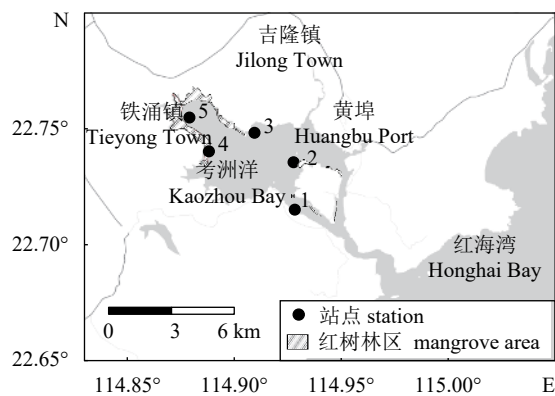 N
吉隆镇
Jilong Town
铁涌镇
Tieyong Town
黄埠
Huangbu Port
5
3
4
2
考洲洋
Kaozhou Bay
1
红海湾
Honghai Bay
22.75°
22.70°
22.65°
0 3 6 km
站点 station
红树林区 mangrove area
114.85° 114.90° 114.95° 115.00° E